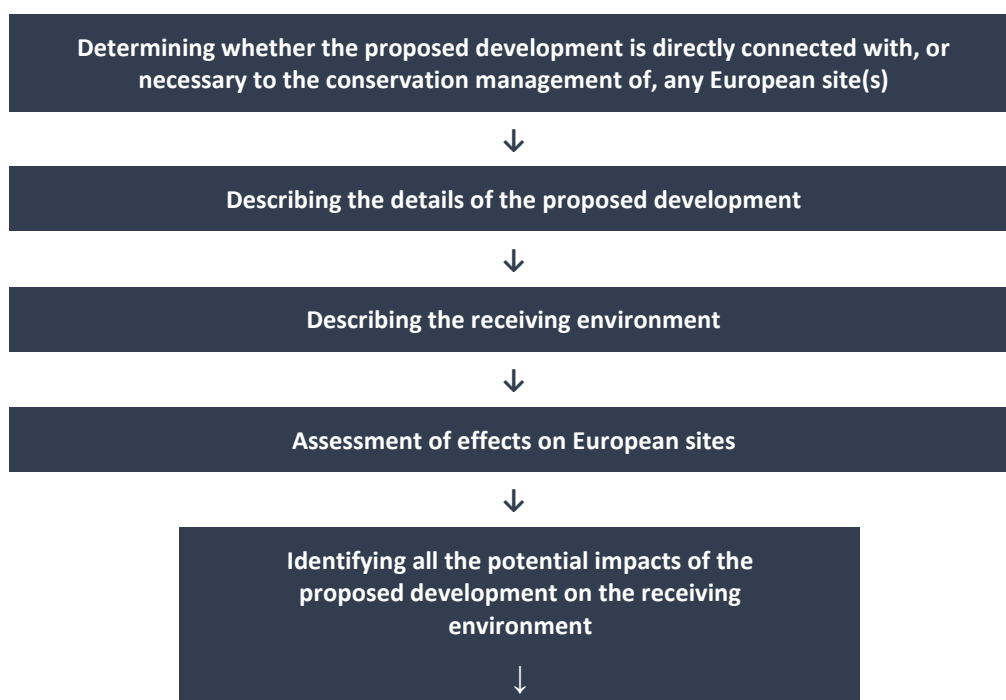 Determining whether the proposed development is directly connected with, or
necessary to the conservation management of, any European site(s)
↓
Describing the details of the proposed development
↓
Describing the receiving environment
↓
Assessment of effects on European sites
↓
Identifying all the potential impacts of the
proposed development on the receiving
environment
↓